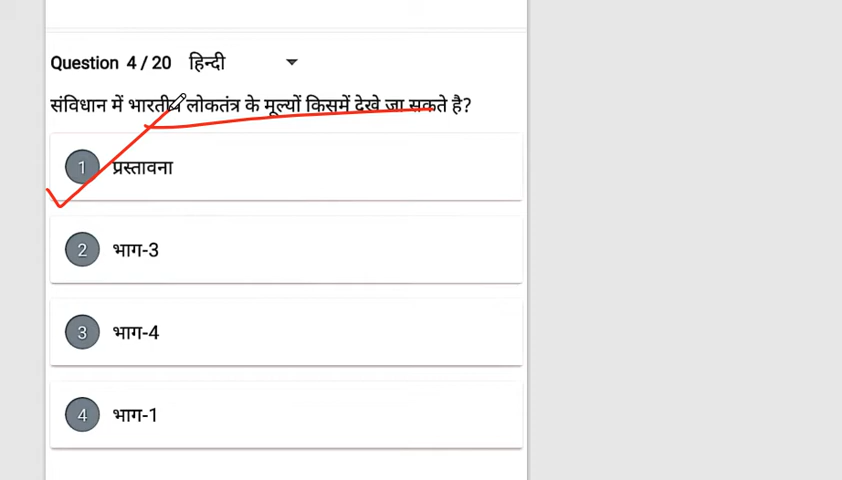 Question 4 / 20 हिन्दी
संविधान में भारतीय लोकतंत्र के मूल्यों किसमें देखे जा सकते है?
1 प्रस्तावना
2 भाग-3
3 भाग-4
4 भाग-1